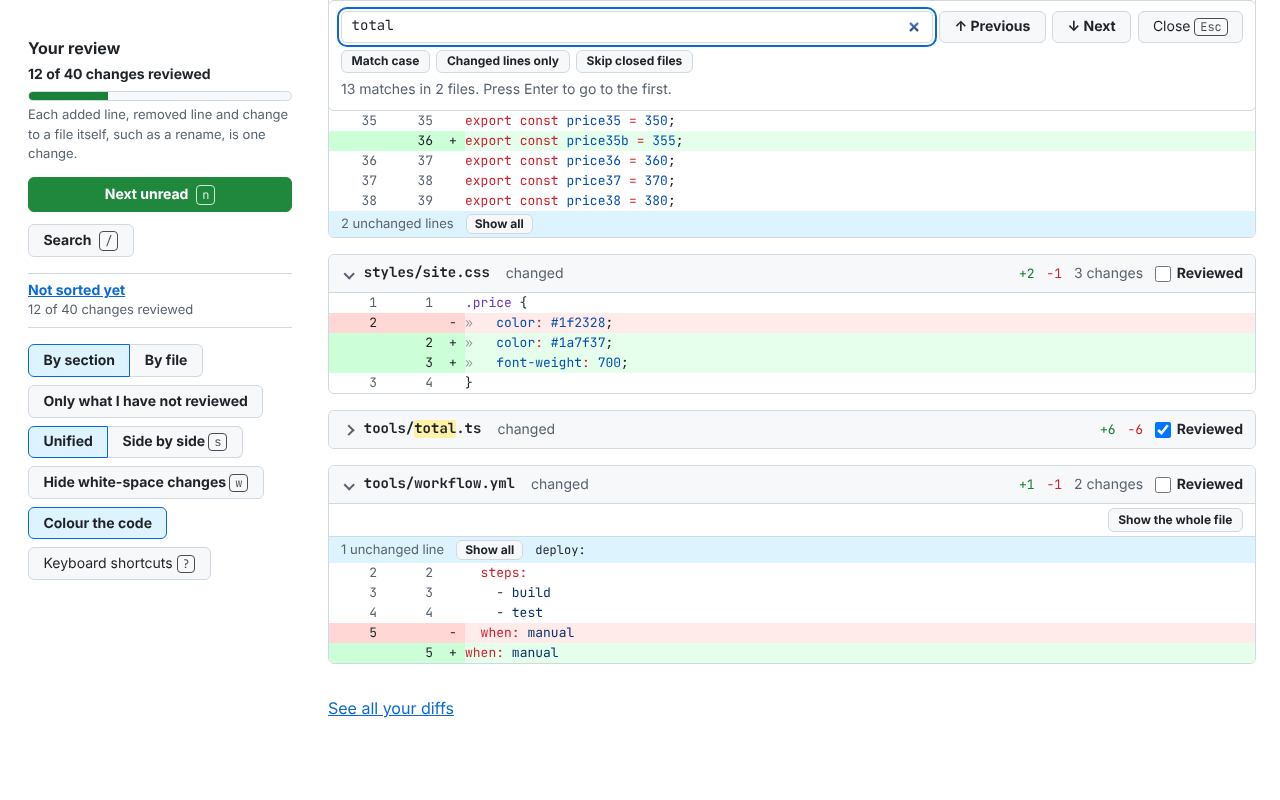 Your review
12 of 40 changes reviewed
Each added line, removed line and change
to a file itself, such as a rename, is one
change.
Next unread n
Search /
Not sorted yet
12 of 40 changes reviewed
By section By file
Only what I have not reviewed
Unified Side by side s
Hide white-space changes w
Colour the code
Keyboard shortcuts ?
total × ↑ Previous ↓ Next Close Esc
Match case Changed lines only Skip closed files
13 matches in 2 files. Press Enter to go to the first.
35 35 export const price35 = 350;
36 + export const price35b = 355;
36 37 export const price36 = 360;
37 38 export const price37 = 370;
38 39 export const price38 = 380;
2 unchanged lines Show all
styles/site.css changed +2 -1 3 changes Reviewed
1 1 .price {
2 - » color: #1f2328;
2 + » color: #1a7f37;
3 + » font-weight: 700;
3 4 }
tools/total.ts changed +6 -6 Reviewed
tools/workflow.yml changed +1 -1 2 changes Reviewed
Show the whole file
1 unchanged line Show all deploy:
2 2 steps:
3 3 - build
4 4 - test
5 - when: manual
5 + when: manual
See all your diffs